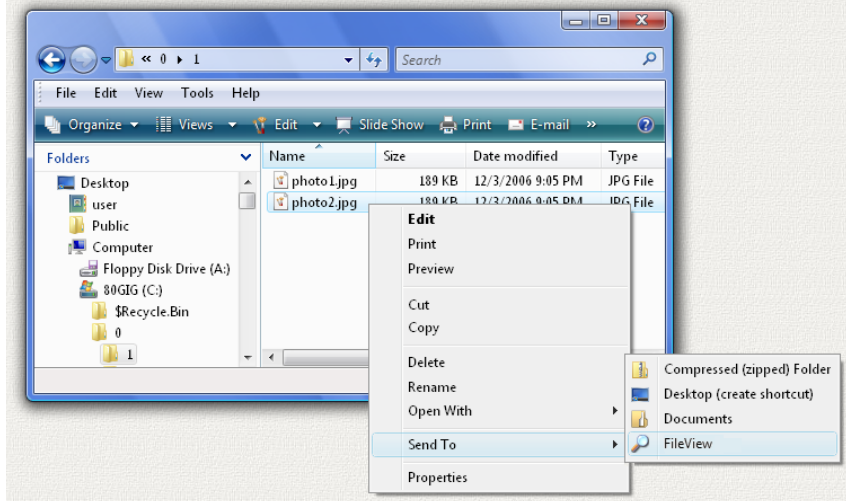 « 0 ▸ 1 Search
File Edit View Tools Help
Organize Views Edit Slide Show Print E-mail » ?
Folders
Desktop
user
Public
Computer
Floppy Disk Drive (A:)
80GIG (C:)
$Recycle.Bin
0
1
Name Size Date modified Type
photo1.jpg 189 KB 12/3/2006 9:05 PM JPG File
photo2.jpg 189 KB 12/3/2006 9:05 PM JPG File
Edit
Print
Preview
Cut
Copy
Delete
Rename
Open With
Send To
Properties
Compressed (zipped) Folder
Desktop (create shortcut)
Documents
FileView